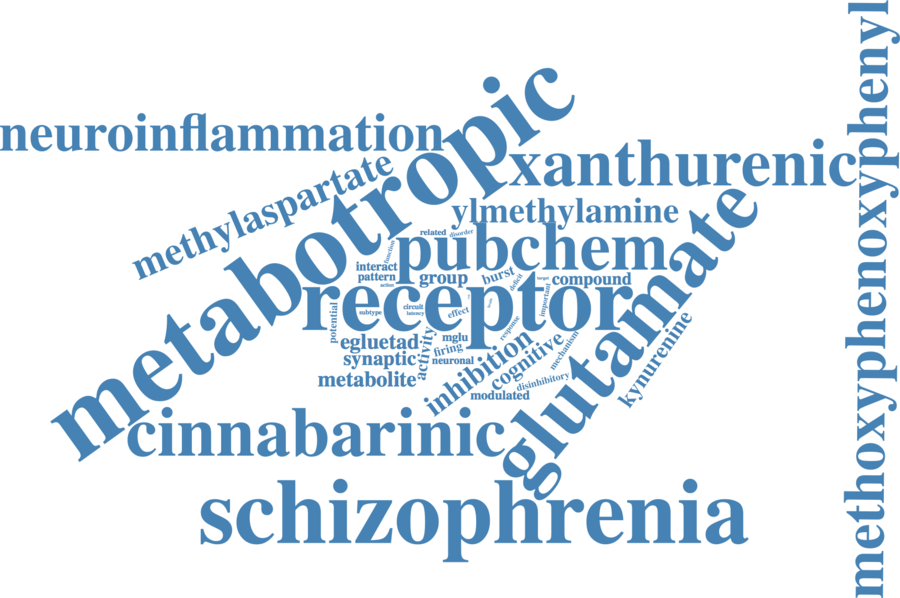 methoxyphenoxyphenyl
metabotropic
neuroinflammation
xanthurenic
methylaspartate
ylmethylamine
related
disorder
function
pubchem
interact
pattern
action
group
burst
deficit
target
compound
receptor
important
potential
subtype
circuit
latency
effect
response
glutamate
egluetad
mglu
synaptic
activity
firing
neuronal
metabolite
inhibition
cognitive
mechanism
disinhibitory
modulated
kynurenine
cinnabarinic
schizophrenia